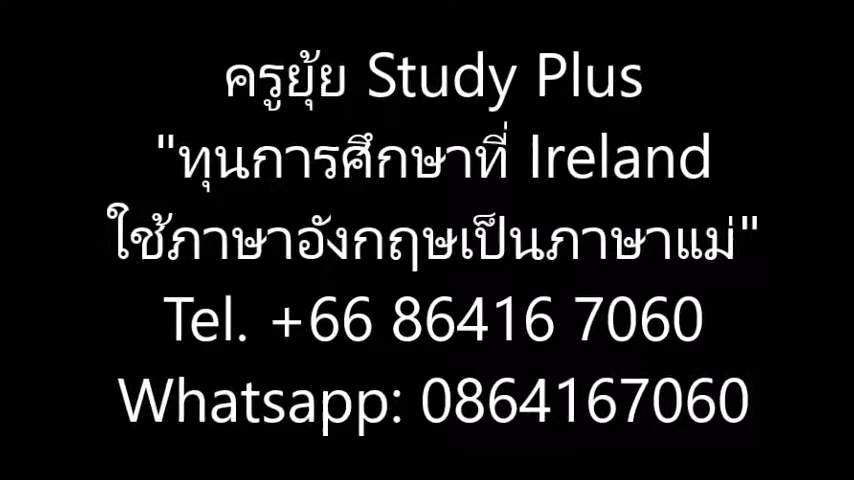 ครูยุ้ย Study Plus
"ทุนการศึกษาที่ Ireland
ใช้ภาษาอังกฤษเป็นภาษาแม่"
Tel. +66 86416 7060
Whatsapp: 0864167060